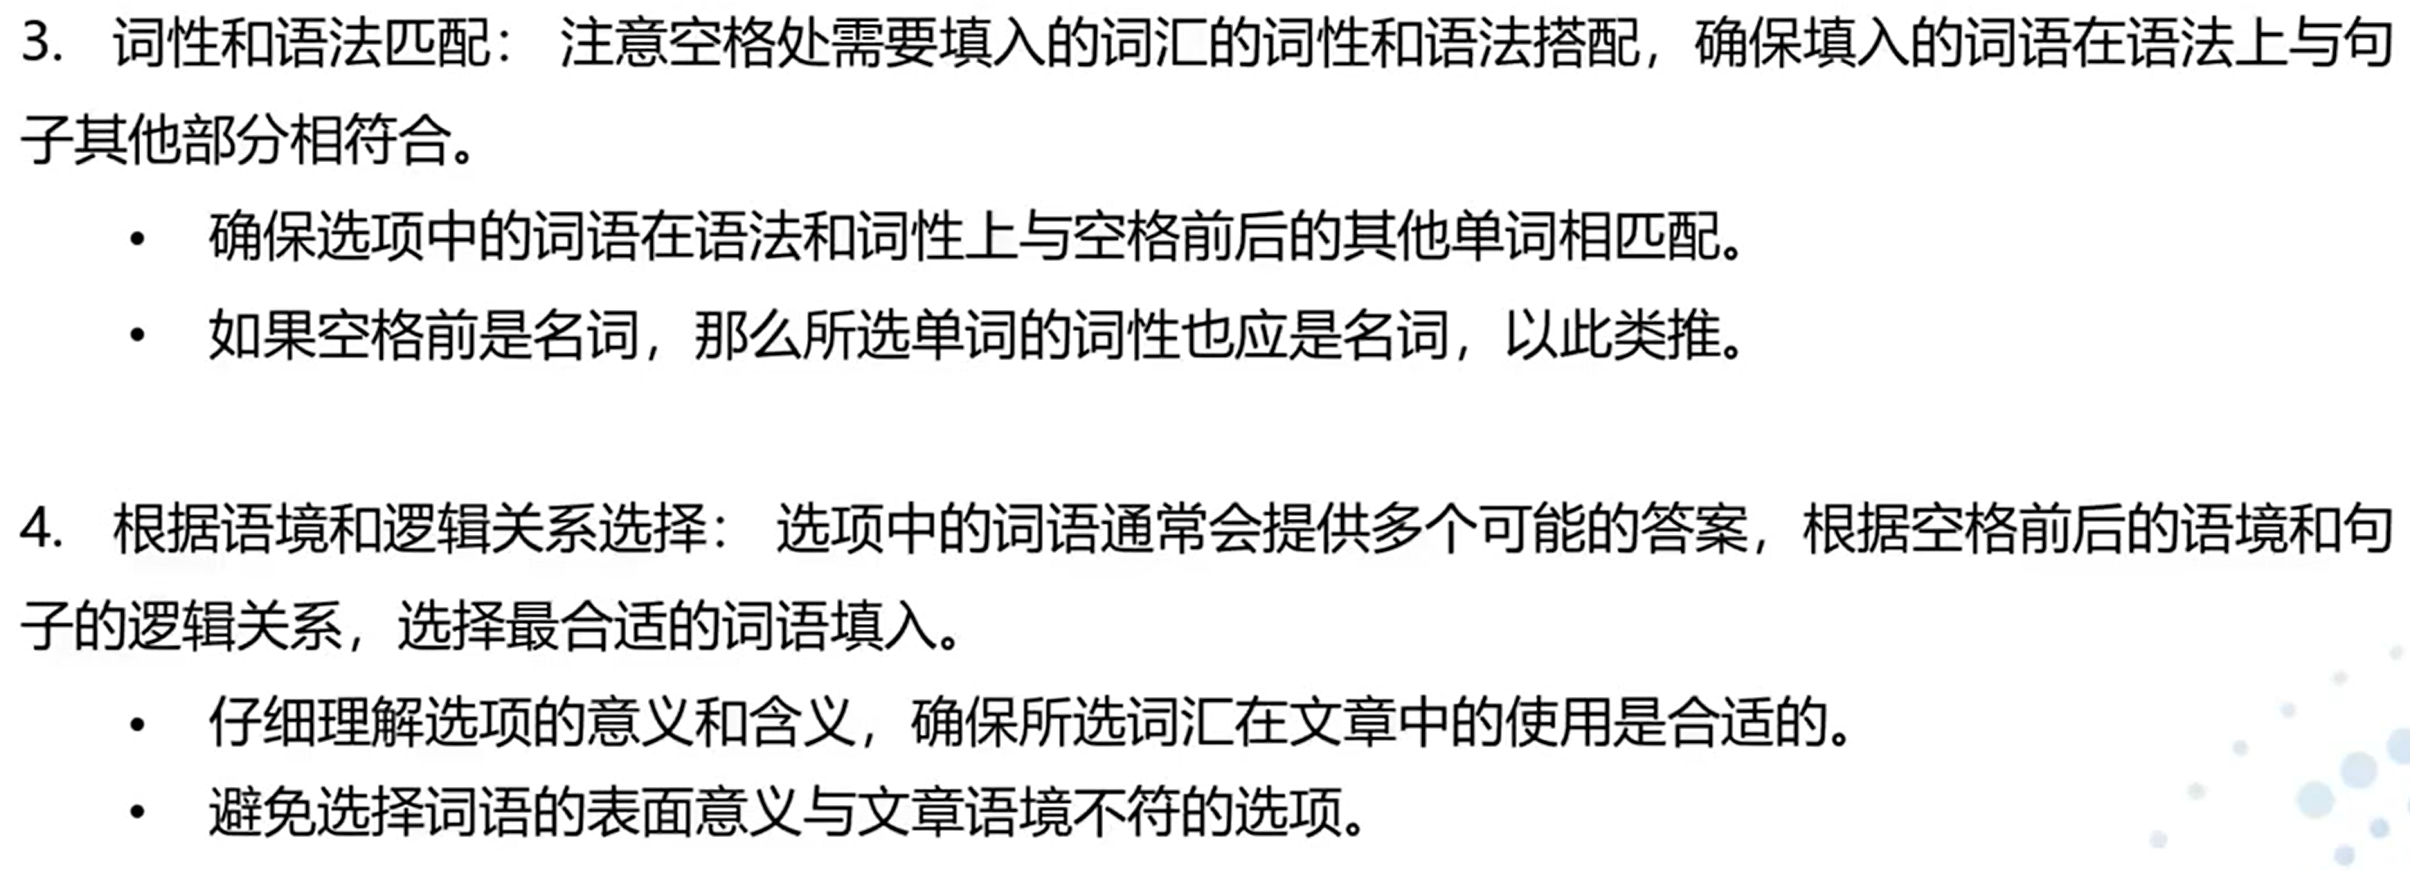 3. 词性和语法匹配： 注意空格处需要填入的词汇的词性和语法搭配，确保填入的词语在语法上与句
子其他部分相符合。
• 确保选项中的词语在语法和词性上与空格前后的其他单词相匹配。
• 如果空格前是名词，那么所选单词的词性也应是名词，以此类推。
4. 根据语境和逻辑关系选择： 选项中的词语通常会提供多个可能的答案，根据空格前后的语境和句
子的逻辑关系，选择最合适的词语填入。
• 仔细理解选项的意义和含义，确保所选词汇在文章中的使用是合适的。
• 避免选择词语的表面意义与文章语境不符的选项。